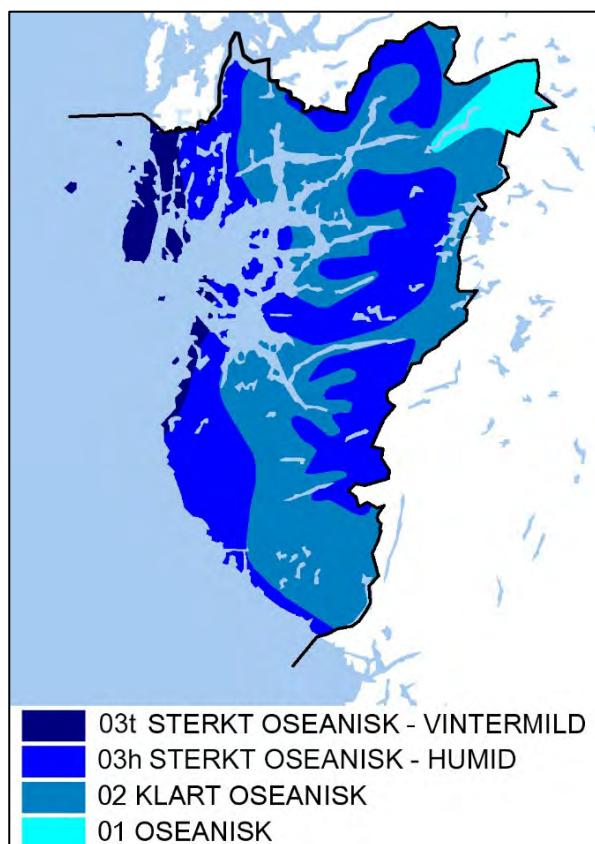 03t STERKT OSEANISK - VINTERMILD
03h STERKT OSEANISK - HUMID
02 KLART OSEANISK
01 OSEANISK